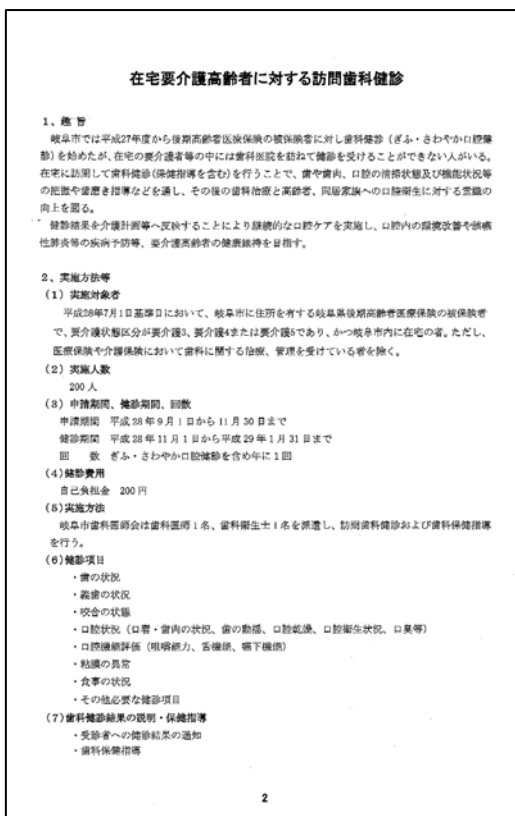 在宅要介護高齢者に対する訪問歯科健診
1、趣旨
岐阜市では平成27年度から後期高齢者医療保険の被保険者に対し歯科健診（ぎふ・さわやか口腔健
診）を始めたが、在宅の要介護者等の中には歯科医院を訪ねて健診を受けることができない人がいる。
在宅に訪問して歯科健診(保健指導を含む)を行うことで、歯や歯肉、口腔の清掃状態及び機能状況等
の把握や歯磨き指導などを通し、その後の歯科治療と高齢者、同居家族への口腔衛生に対する意識の
向上を図る。
健診結果を介護計画等へ反映することにより継続的な口腔ケアを実施し、口腔内の環境改善や誤嚥
性肺炎等の疾病予防等、要介護高齢者の健康維持を目指す。
2、実施方法等
（1）実施対象者
平成28年7月1日基準日において、岐阜市に住所を有する岐阜県後期高齢者医療保険の被保険者
で、要介護状態区分が要介護3、要介護4または要介護5であり、かつ岐阜市内に在宅の者。ただし、
医療保険や介護保険において歯科に関する治療、管理を受けている者を除く。
（2）実施人数
200人
（3）申請期間、健診期間、回数
申請期間 平成28年9月1日から11月30日まで
健診期間 平成28年11月1日から平成29年1月31日まで
回 数 ぎふ・さわやか口腔健診を含め年に1回
（4）健診費用
自己負担金 200円
（5）実施方法
岐阜市歯科医師会は歯科医師1名、歯科衛生士1名を派遣し、訪問歯科健診および歯科保健指導
を行う。
（6）健診項目
・歯の状況
・義歯の状況
・咬合の状態
・口腔状況（口唇・歯肉の状況、歯の動揺、口腔乾燥、口腔衛生状況、口臭等）
・口腔機能評価（咀嚼能力、舌機能、嚥下機能）
・粘膜の異常
・食事の状況
・その他必要な健診項目
（7）歯科健診結果の説明・保健指導
・受診者への健診結果の通知
・歯科保健指導
2